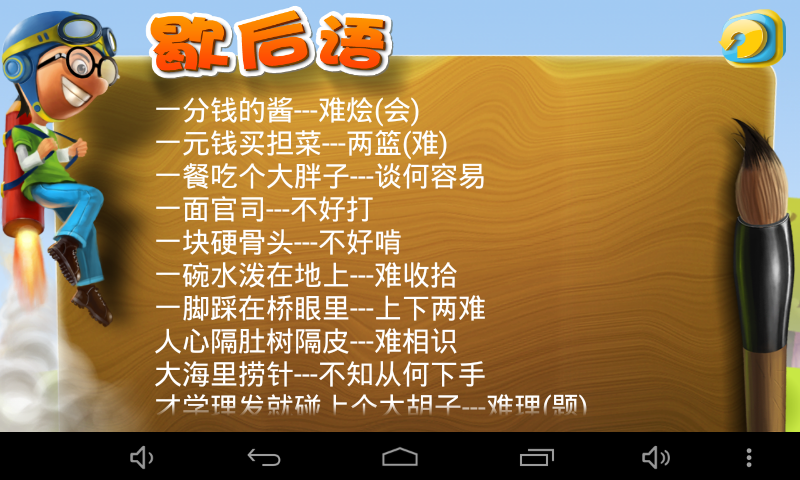 歇后语
一分钱的酱---难烩(会)
一元钱买担菜---两篮(难)
一餐吃个大胖子---谈何容易
一面官司---不好打
一块硬骨头---不好啃
一碗水泼在地上---难收拾
一脚踩在桥眼里---上下两难
人心隔肚树隔皮---难相识
大海里捞针---不知从何下手
才学理发就碰上个大胡子---难理(题)